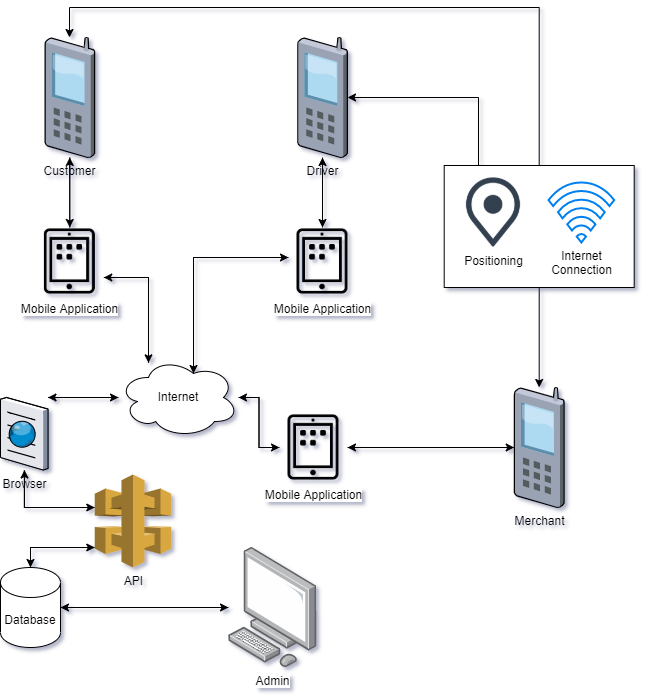 Customer
Driver
Positioning
Internet
Connection
Mobile Application
Mobile Application
Internet
Browser
Mobile Application
Merchant
API
Database
Admin